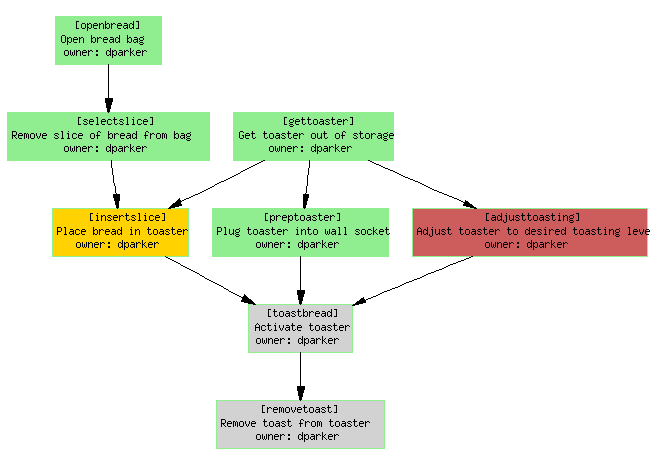 [openbread]
Open bread bag
owner: dparker
[selectslice]
Remove slice of bread from bag
owner: dparker
[gettoaster]
Get toaster out of storage
owner: dparker
[insertslice]
Place bread in toaster
owner: dparker
[preptoaster]
Plug toaster into wall socket
owner: dparker
[adjusttoasting]
Adjust toaster to desired toasting leve
owner: dparker
[toastbread]
Activate toaster
owner: dparker
[removetoast]
Remove toast from toaster
owner: dparker